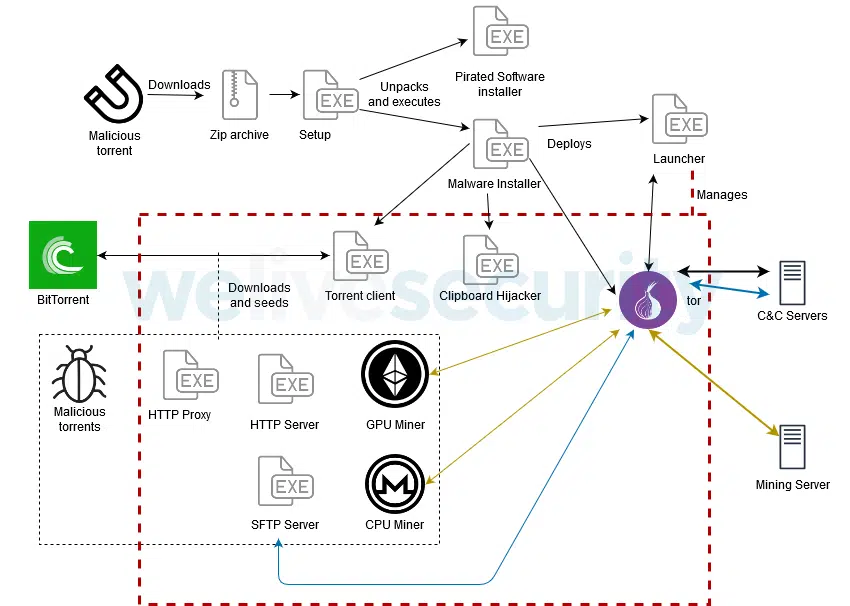 EXE
Pirated Software
installer
Downloads
Unpacks
and executes
EXE
EXE
Malicious
torrent
Zip archive
Setup
EXE
Deploys
Launcher
Malware Installer
Manages
welivesecurity
BitTorrent
EXE
EXE
Downloads
and seeds
Torrent client
Clipboard Hijacker
tor
C&C Servers
EXE
EXE
Malicious
torrents
HTTP Proxy
HTTP Server
GPU Miner
EXE
SFTP Server
CPU Miner
Mining Server